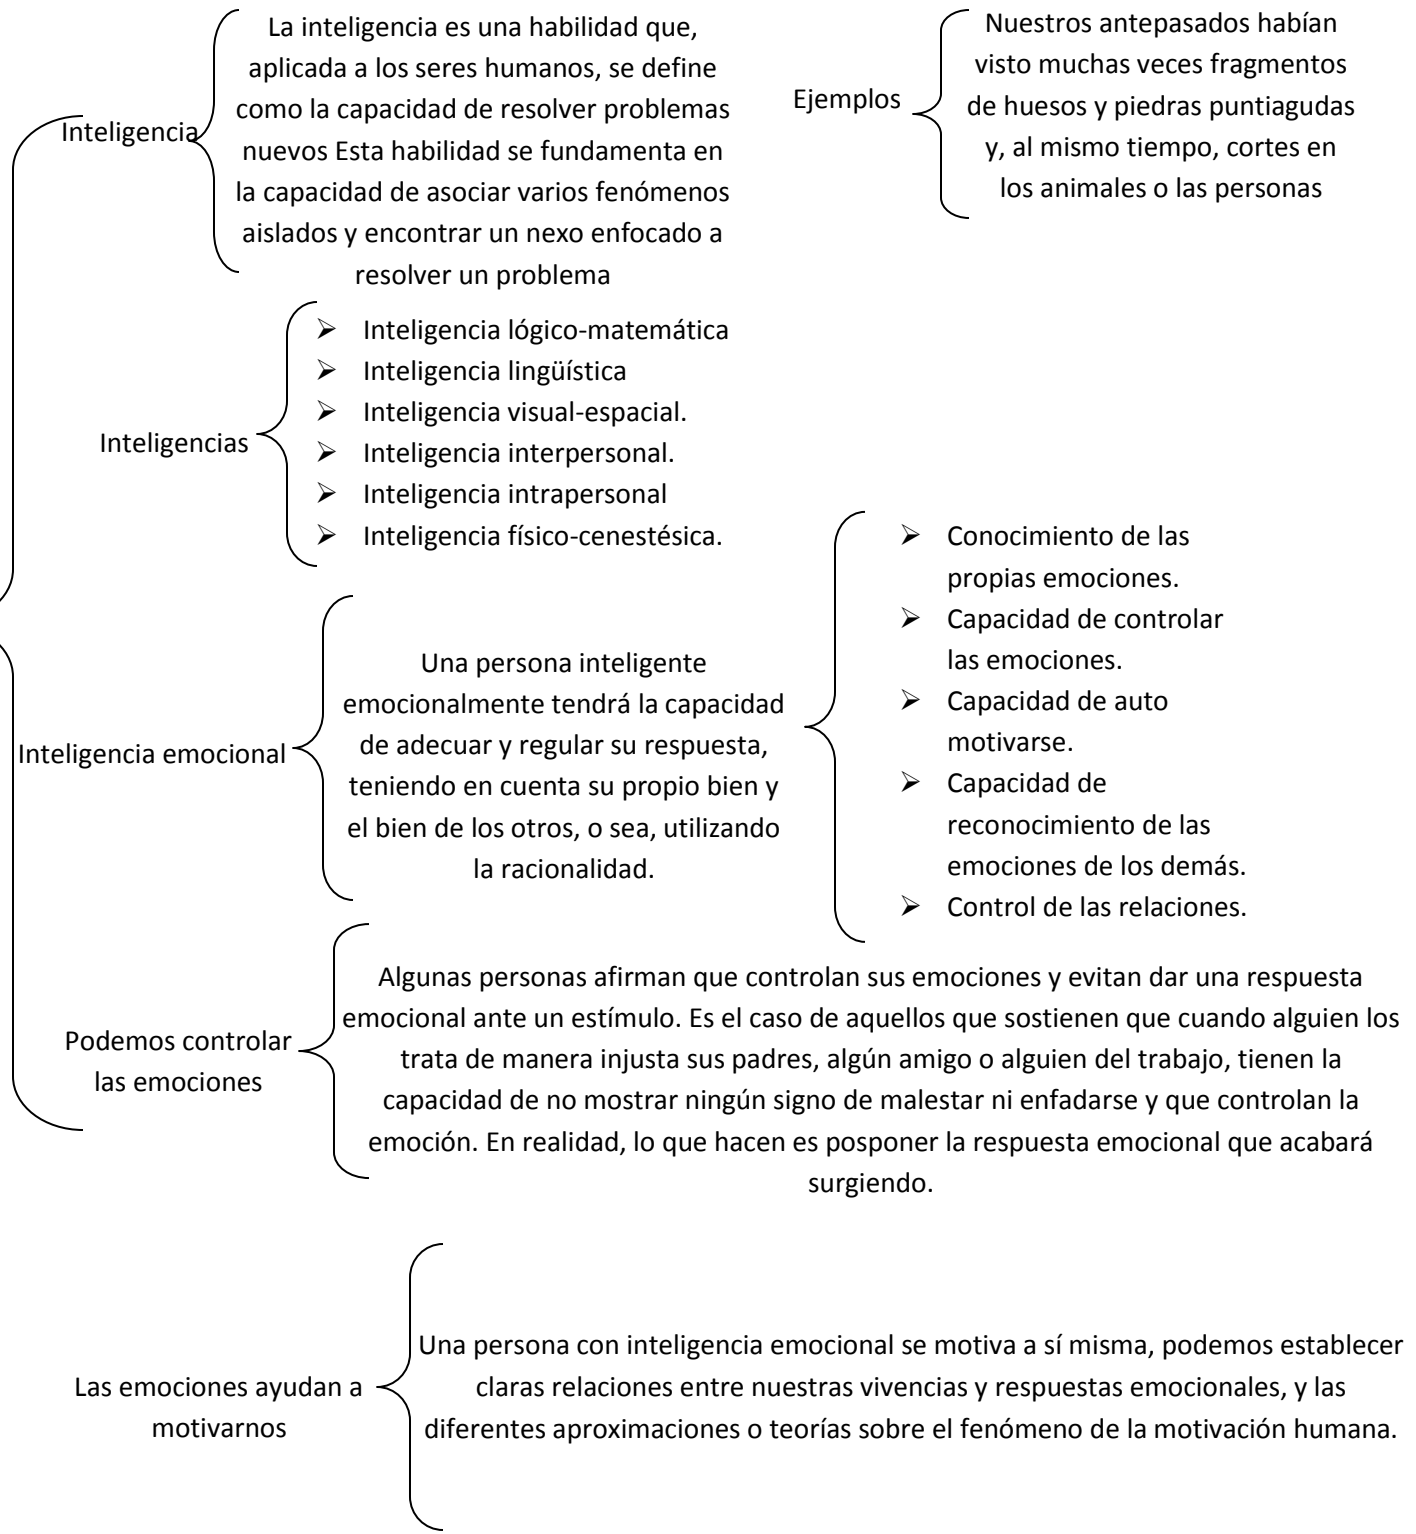 Inteligencia
La inteligencia es una habilidad que,
aplicada a los seres humanos, se define
como la capacidad de resolver problemas
nuevos Esta habilidad se fundamenta en
la capacidad de asociar varios fenómenos
aislados y encontrar un nexo enfocado a
resolver un problema
Ejemplos
Nuestros antepasados habían
visto muchas veces fragmentos
de huesos y piedras puntiagudas
y, al mismo tiempo, cortes en
los animales o las personas
Inteligencias
➢ Inteligencia lógico-matemática
➢ Inteligencia lingüística
➢ Inteligencia visual-espacial.
➢ Inteligencia interpersonal.
➢ Inteligencia intrapersonal
➢ Inteligencia físico-cenestésica.
Inteligencia emocional
Una persona inteligente
emocionalmente tendrá la capacidad
de adecuar y regular su respuesta,
teniendo en cuenta su propio bien y
el bien de los otros, o sea, utilizando
la racionalidad.
➢ Conocimiento de las
propias emociones.
➢ Capacidad de controlar
las emociones.
➢ Capacidad de auto
motivarse.
➢ Capacidad de
reconocimiento de las
emociones de los demás.
➢ Control de las relaciones.
Podemos controlar
las emociones
Algunas personas afirman que controlan sus emociones y evitan dar una respuesta
emocional ante un estímulo. Es el caso de aquellos que sostienen que cuando alguien los
trata de manera injusta sus padres, algún amigo o alguien del trabajo, tienen la
capacidad de no mostrar ningún signo de malestar ni enfadarse y que controlan la
emoción. En realidad, lo que hacen es posponer la respuesta emocional que acabará
surgiendo.
Las emociones ayudan a
motivarnos
Una persona con inteligencia emocional se motiva a sí misma, podemos establecer
claras relaciones entre nuestras vivencias y respuestas emocionales, y las
diferentes aproximaciones o teorías sobre el fenómeno de la motivación humana.